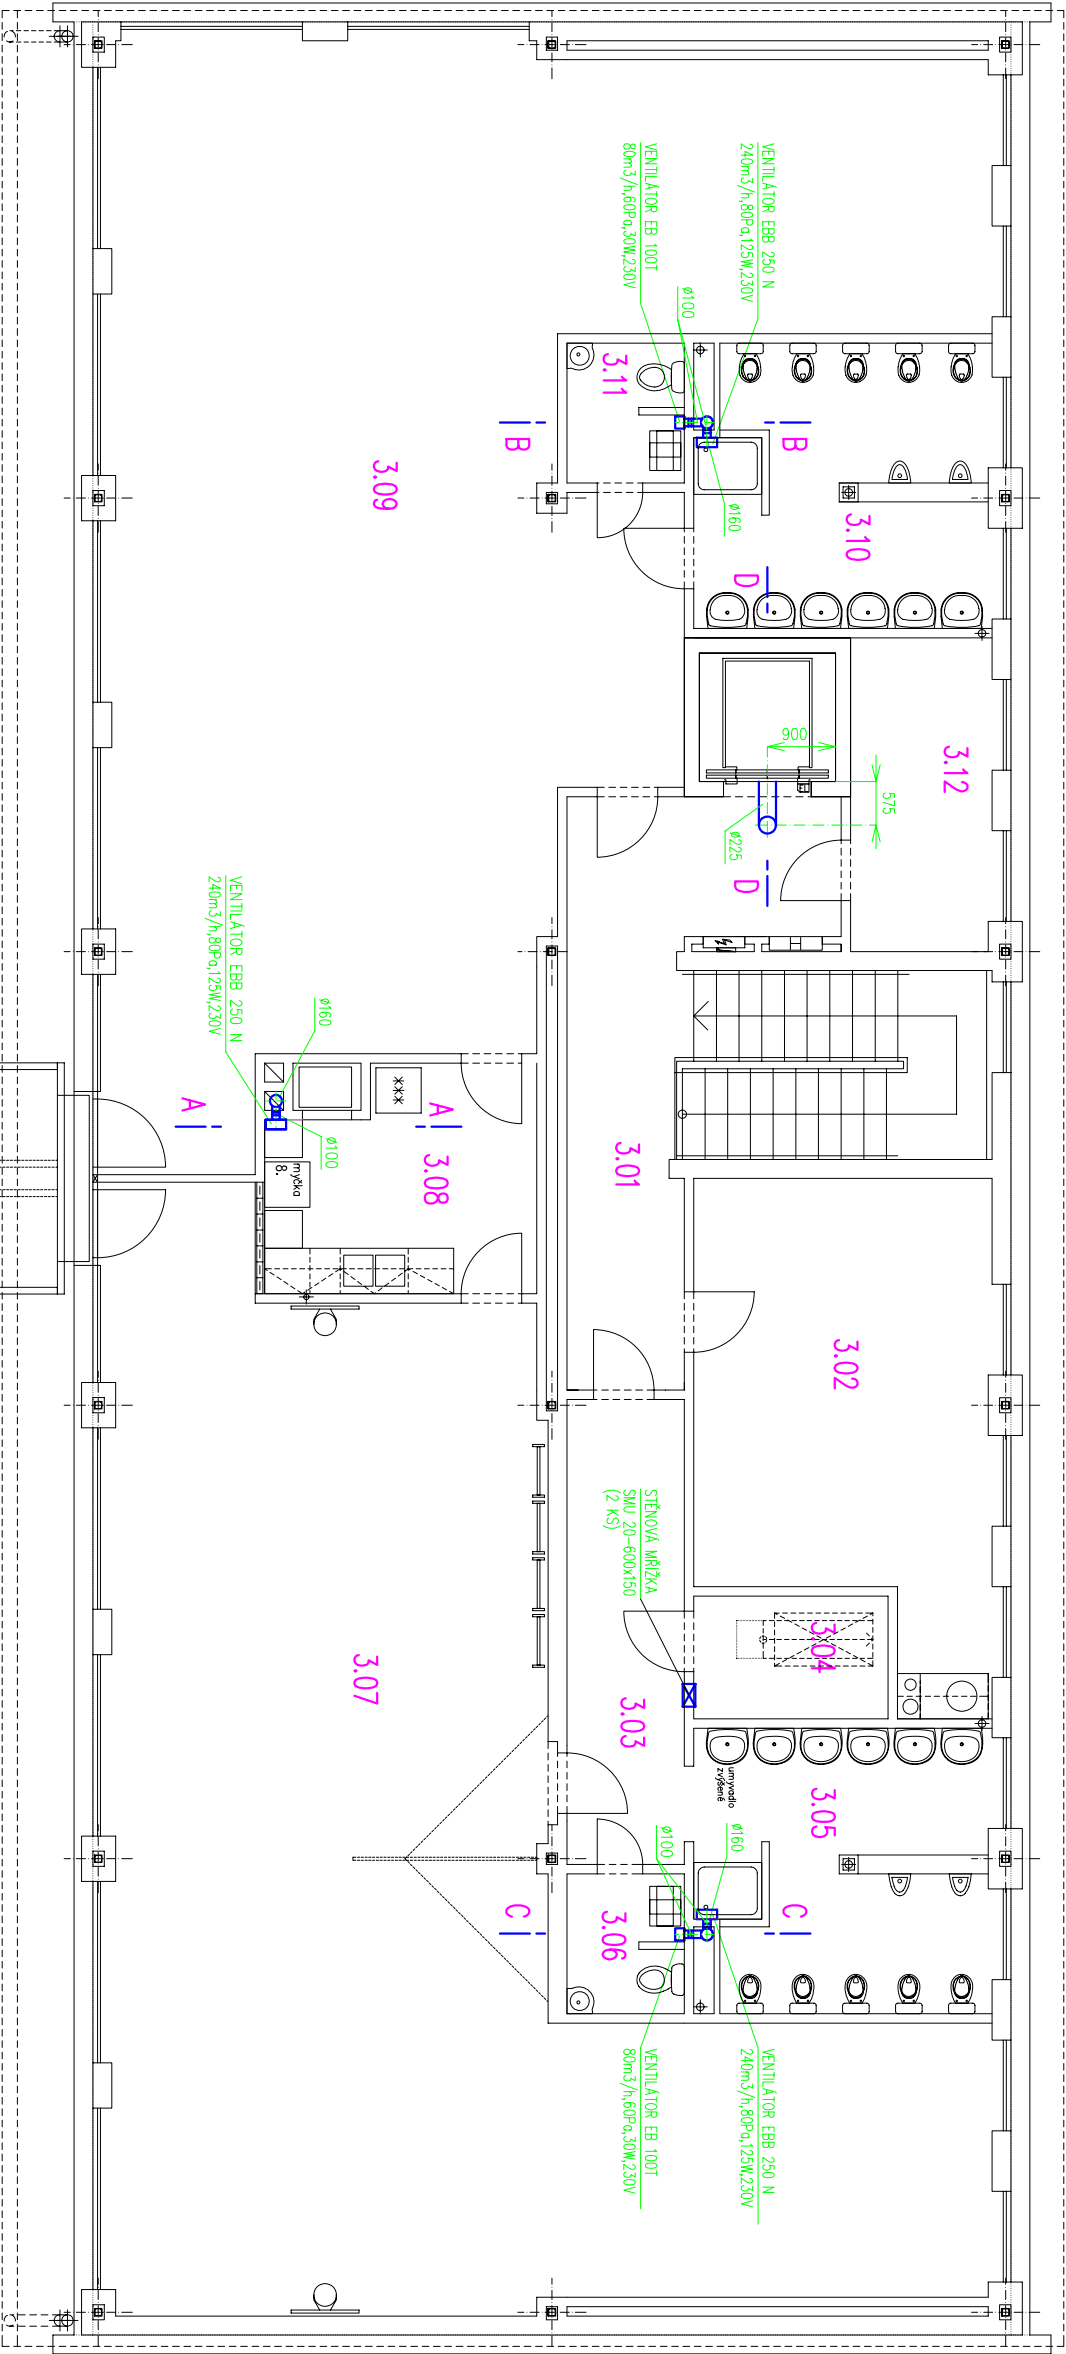 VENTILÁTOR EBB 250 N
240m3/h,80Pa,125W,230V
VENTILÁTOR EB 100T
80m3/h,60Pa,30W,230V
ø100
3.11
B
B
3.09
ø160
3.10
D
900
3.12
575
ø225
D
VENTILÁTOR EBB 250 N
240m3/h,80Pa,125W,230V
ø160
A
A
ø100
***
3.08
myčka
8.
3.01
3.02
STĚNOVÁ MŘÍŽKA
SMU 20-600x150
(2 KS)
3.04
3.03
3.07
umyvadlo
zvýšené
3.05
ø160
ø100
C
C
3.06
VENTILÁTOR EBB 250 N
240m3/h,80Pa,125W,230V
VENTILÁTOR EB 100T
80m3/h,60Pa,30W,230V